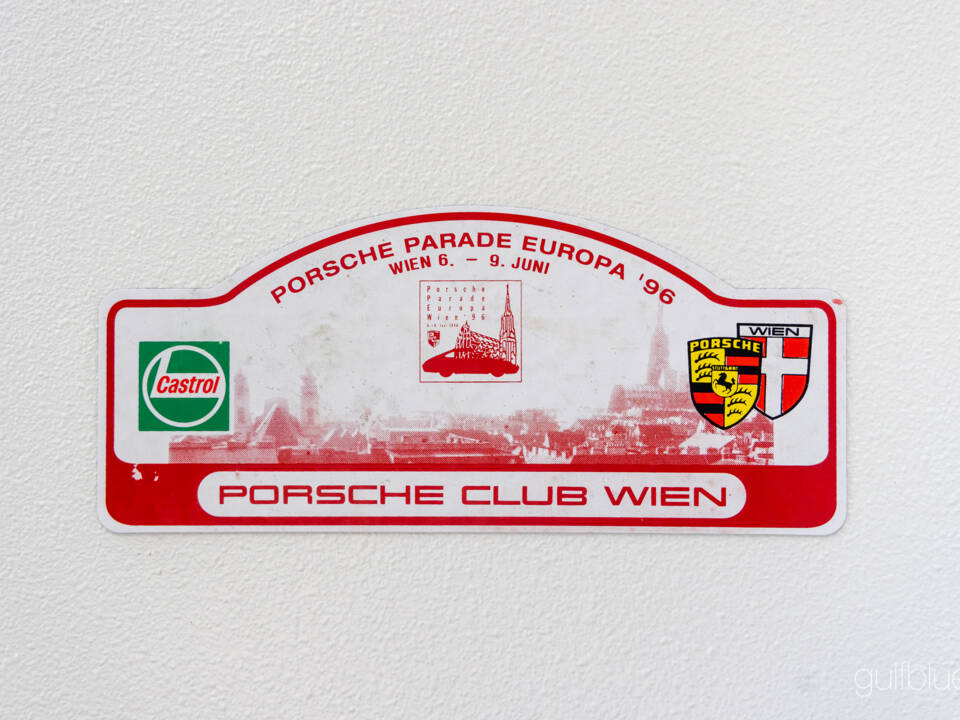 PORSCHE PARADE EUROPA '96
WIEN 6. – 9. JUNI
Porsche
Parade
Europa
Wien '96
Castrol
WIEN
PORSCHE
PORSCHE CLUB WIEN
gulfblue